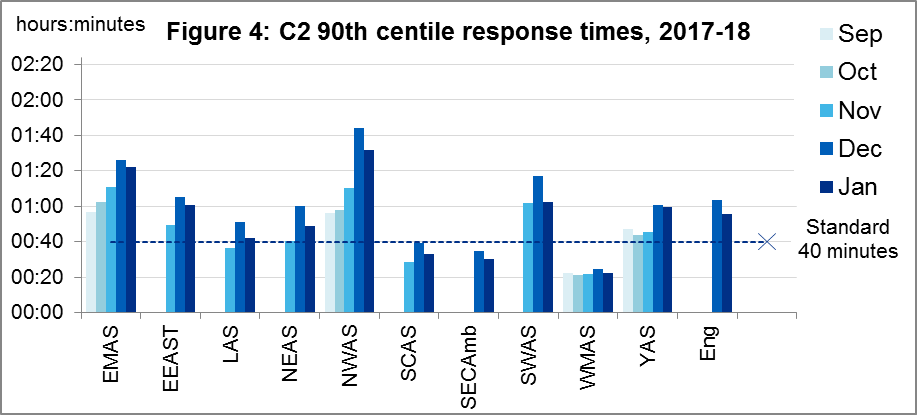 hours:minutes
Figure 4: C2 90th centile response times, 2017-18
02:20
02:00
01:40
01:20
01:00
00:40
00:20
00:00
EMAS
EEAST
LAS
NEAS
NWAS
SCAS
SECAmb
SWAS
WMAS
YAS
Eng
Sep
Oct
Nov
Dec
Jan
Standard
40 minutes